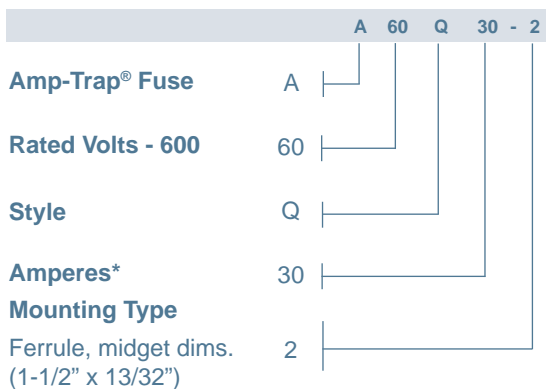 A 60 Q 30 - 2
Amp-Trap® Fuse A
Rated Volts - 600 60
Style Q
Amperes* 30
Mounting Type
Ferrule, midget dims. 2
(1-1/2” x 13/32”)